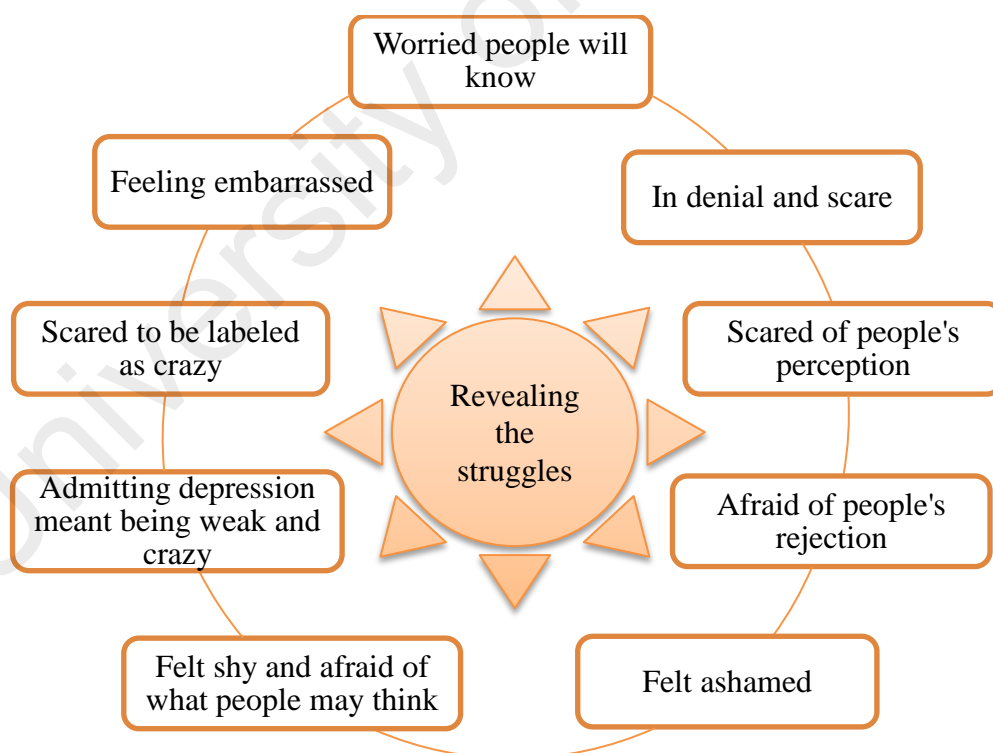 Worried people will
know
In denial and scare
Scared of people's
perception
Afraid of people's
rejection
Felt ashamed
Felt shy and afraid of
what people may think
Admitting depression
meant being weak and
crazy
Scared to be labeled
as crazy
Feeling embarrassed
Revealing
the
struggles
University of